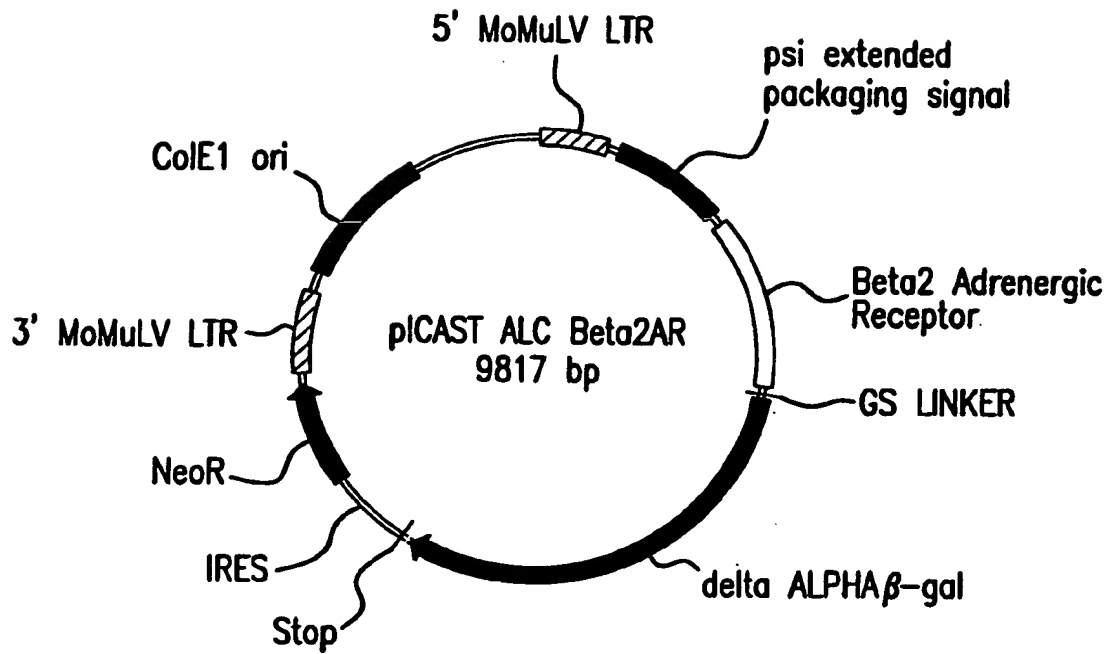 5' MoMuLV LTR
psi extended
packaging signal
ColE1 ori
Beta2 Adrenergic
Receptor
3' MoMuLV LTR
pICAST ALC Beta2AR
9817 bp
GS LINKER
NeoR
IRES
delta ALPHAβ-gal
Stop